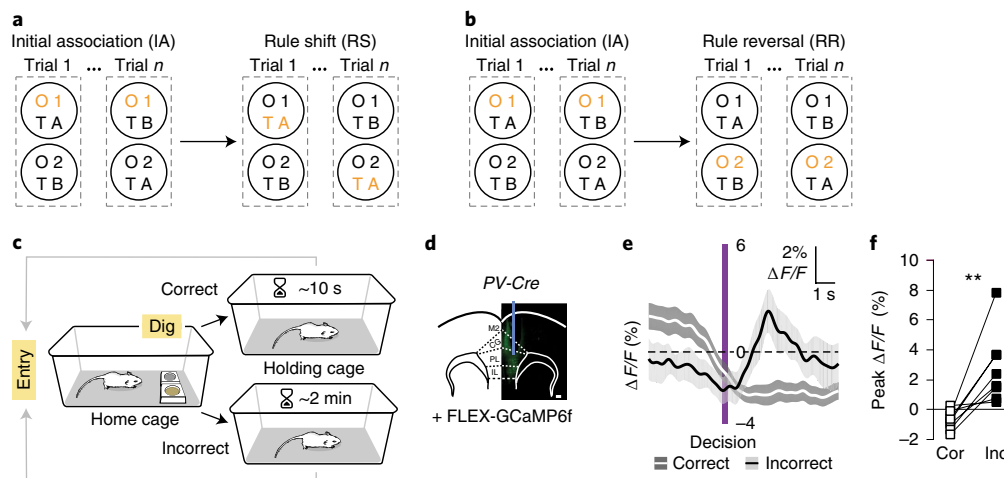 a
Initial association (IA)
Trial 1 ... Trial n
O 1
T A
O 1
T B
O 2
T B
O 2
T A
Rule shift (RS)
Trial 1 ... Trial n
O 1
T A
O 1
T B
O 2
T B
O 2
T A
b
Initial association (IA)
Trial 1 ... Trial n
O 1
T A
O 1
T B
O 2
T B
O 2
T A
Rule reversal (RR)
Trial 1 ... Trial n
O 1
T A
O 1
T B
O 2
T B
O 2
T A
c
Entry
Dig
Home cage
Correct
~10 s
Holding cage
~2 min
Incorrect
d
PV-Cre
M2
CG
PL
IL
+ FLEX-GCaMP6f
e
6
2%
ΔF/F
1 s
ΔF/F (%)
0
−4
Decision
Correct Incorrect
f
Peak ΔF/F (%)
10
8
6
4
2
0
−2
**
Cor Inc